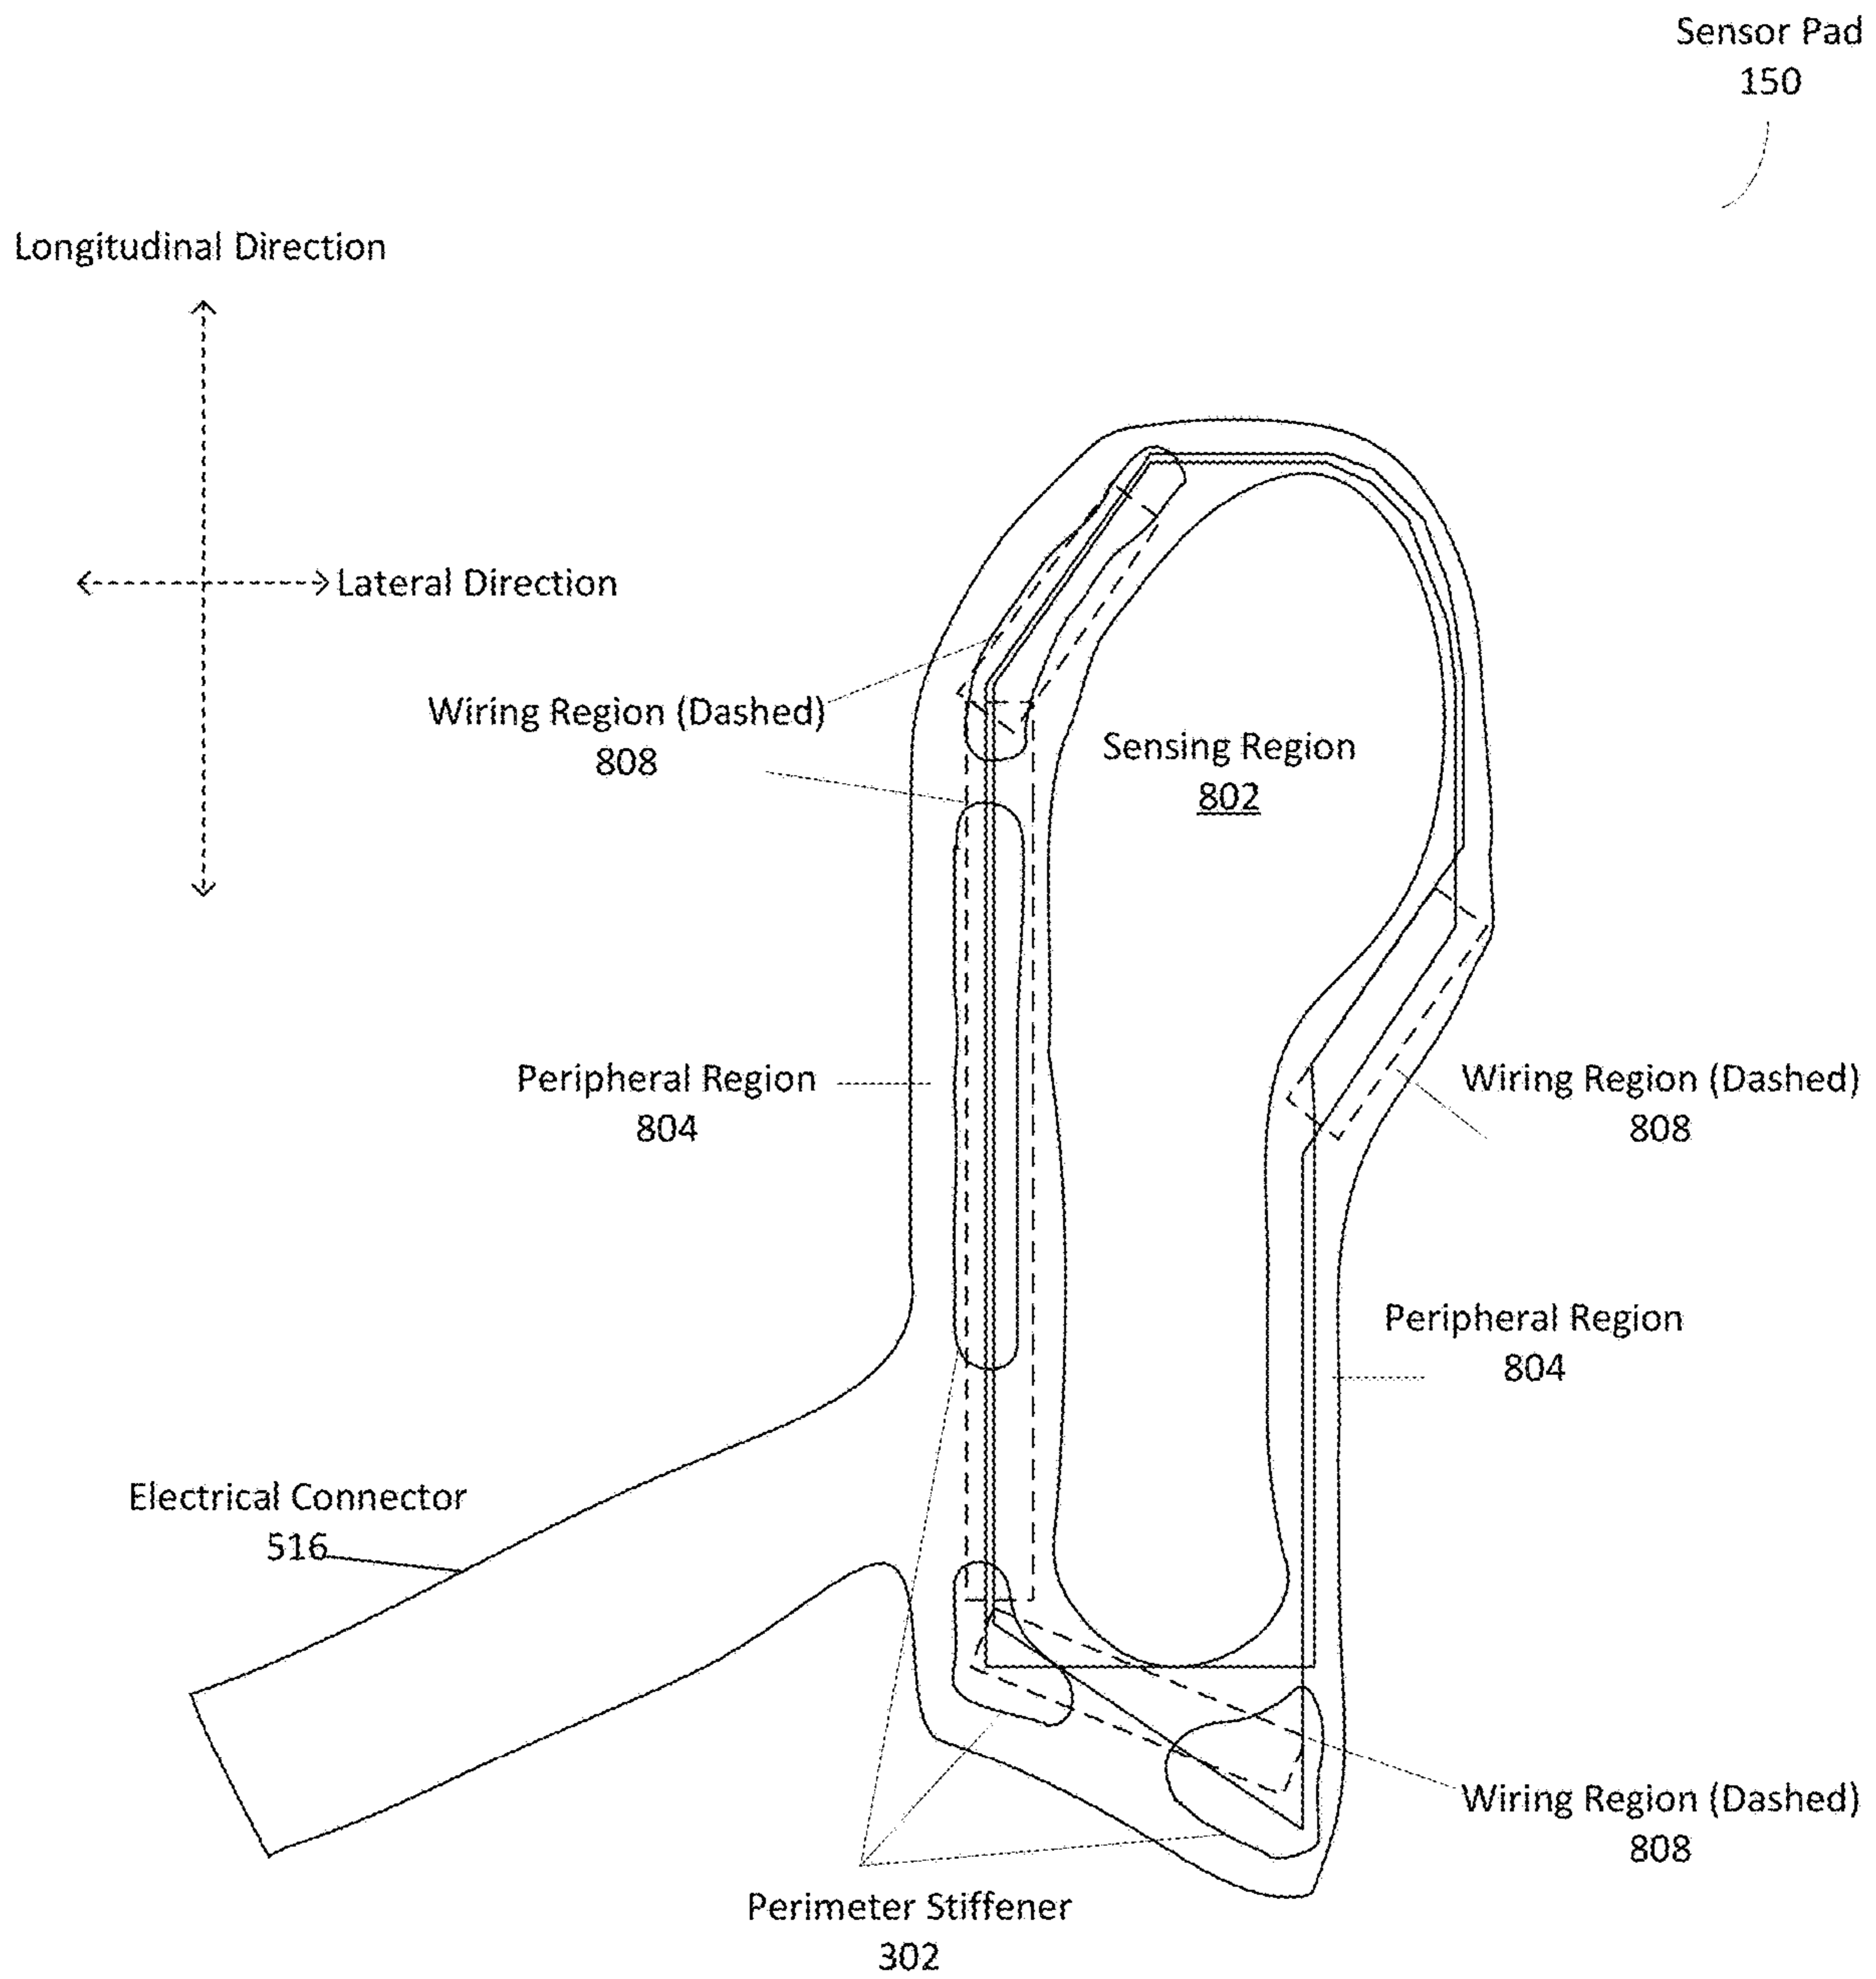 Sensor Pad
150
Longitudinal Direction
Lateral Direction
Wiring Region (Dashed)
808
Sensing Region
802
Peripheral Region
804
Wiring Region (Dashed)
808
Peripheral Region
804
Electrical Connector
516
Wiring Region (Dashed)
808
Perimeter Stiffener
302